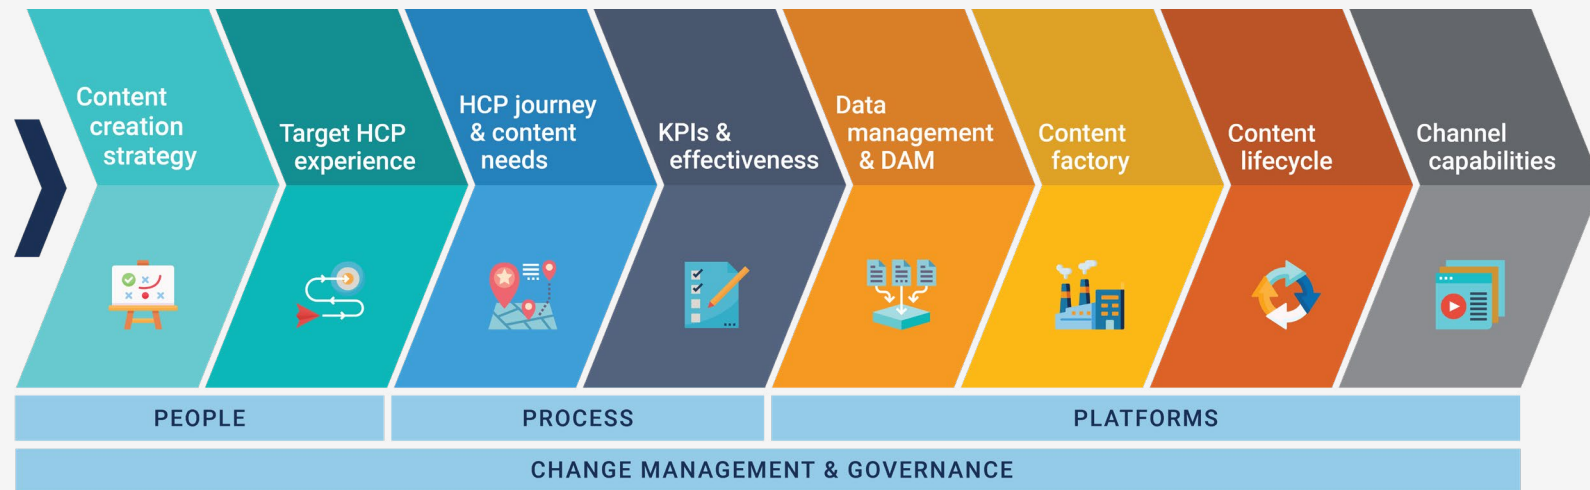 Content
creation
strategy
Target HCP
experience
HCP journey
& content
needs
KPIs &
effectiveness
Data
management
& DAM
Content
factory
Content
lifecycle
Channel
capabilities
PEOPLE
PROCESS
PLATFORMS
CHANGE MANAGEMENT & GOVERNANCE